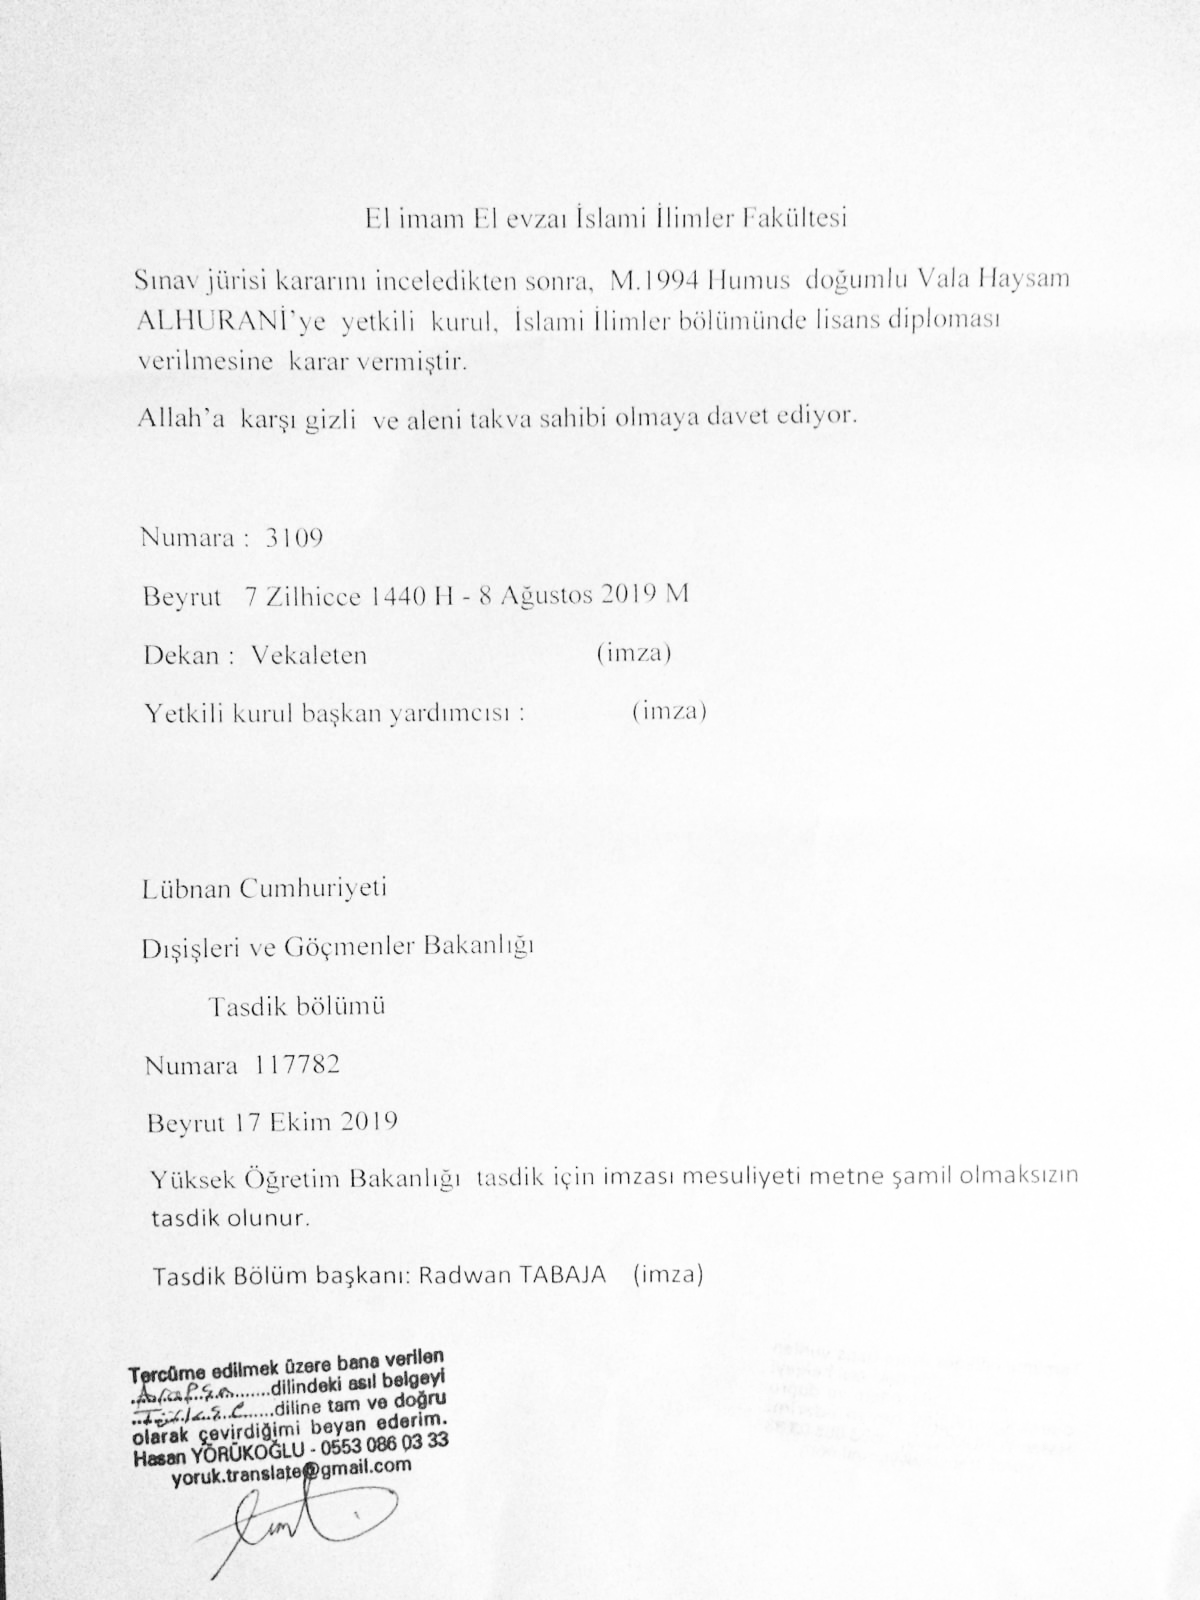 El imam El evzaı İslami İlimler Fakültesi
Sınav jürisi kararını inceledikten sonra, M.1994 Humus doğumlu Vala Haysam
ALHURANİ'ye yetkili kurul, İslami İlimler bölümünde lisans diploması
verilmesine karar vermiştir.
Allah'a karşı gizli ve aleni takva sahibi olmaya davet ediyor.
Numara : 3109
Beyrut 7 Zilhicce 1440 H - 8 Ağustos 2019 M
Dekan : Vekaleten (imza)
Yetkili kurul başkan yardımcısı : (imza)
Lübnan Cumhuriyeti
Dışişleri ve Göçmenler Bakanlığı
Tasdik bölümü
Numara 117782
Beyrut 17 Ekim 2019
Yüksek Öğretim Bakanlığı tasdik için imzası mesuliyeti metne şamil olmaksızın
tasdik olunur.
Tasdik Bölüm başkanı: Radwan TABAJA (imza)
Tercüme edilmek üzere bana verilen
..Arapça.......dilindeki asıl belgeyi
..Türkçe......diline tam ve doğru
olarak çevirdiğimi beyan ederim.
Hasan YÖRÜKOĞLU - 0553 086 03 33
yoruk.translate@gmail.com